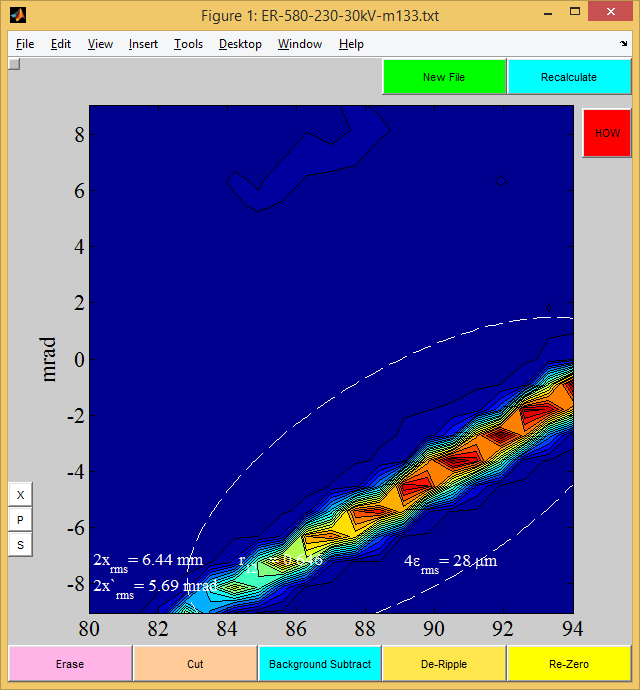 Figure 1: ER-580-230-30kV-m133.txt
File Edit View Insert Tools Desktop Window Help
New File Recalculate
HOW
8
6
4
2
0
-2
-4
-6
-8
mrad
X
P
S
2x_rms = 6.44 mm r_12 = 0.646 4ε_rms = 28 μm
2x`_rms = 5.69 mrad
80 82 84 86 88 90 92 94
Erase Cut Background Subtract De-Ripple Re-Zero